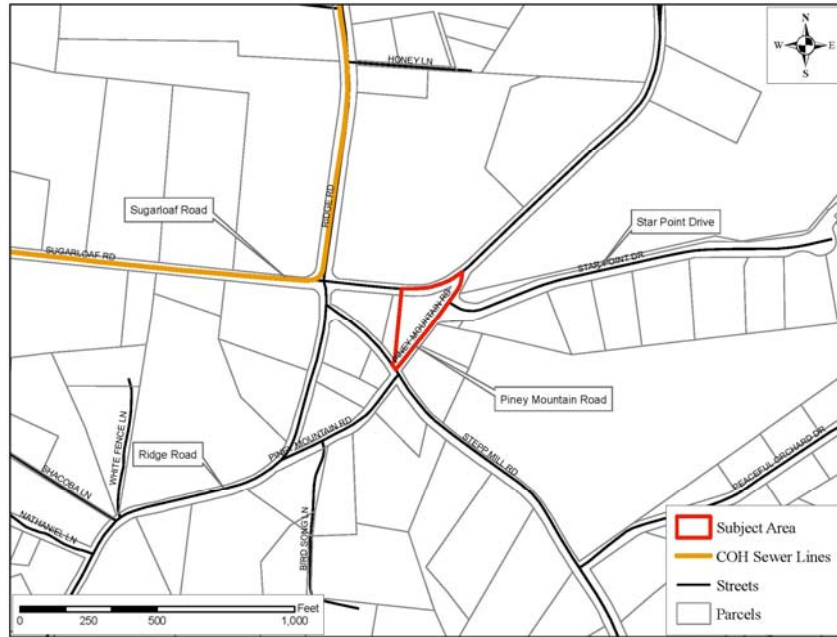 N
W E
S
HONEY LN
RIDGE RD
Sugarloaf Road
SUGARLOAF RD
Star Point Drive
STAR POINT DR
PINEY MOUNTAIN RD
Piney Mountain Road
WHITE FENCE LN
PINEY MOUNTAIN RD
Ridge Road
STEPP MILL RD
PEACEFUL ORCHARD DR
SHACOBA LN
NATHANIEL LN
BIRD SONG LN
Subject Area
COH Sewer Lines
Streets
Parcels
Feet
0 250 500 1,000